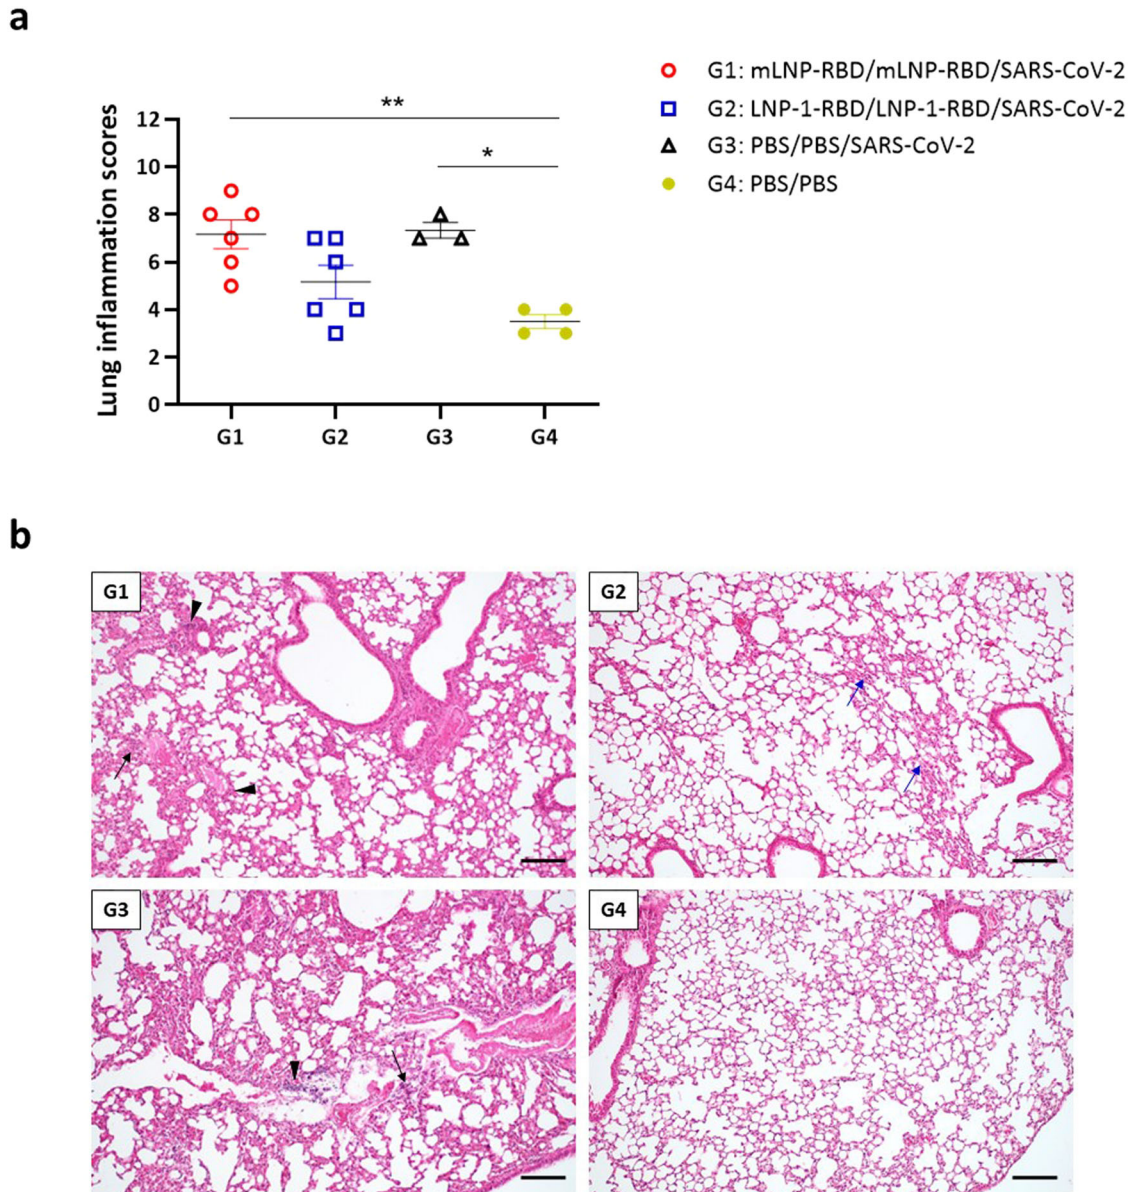 a
G1: mLNP-RBD/mLNP-RBD/SARS-CoV-2
G2: LNP-1-RBD/LNP-1-RBD/SARS-CoV-2
G3: PBS/PBS/SARS-CoV-2
G4: PBS/PBS
Lung inflammation scores
**
*
12
10
8
6
4
2
0
G1 G2 G3 G4
b
G1 G2
G3 G4